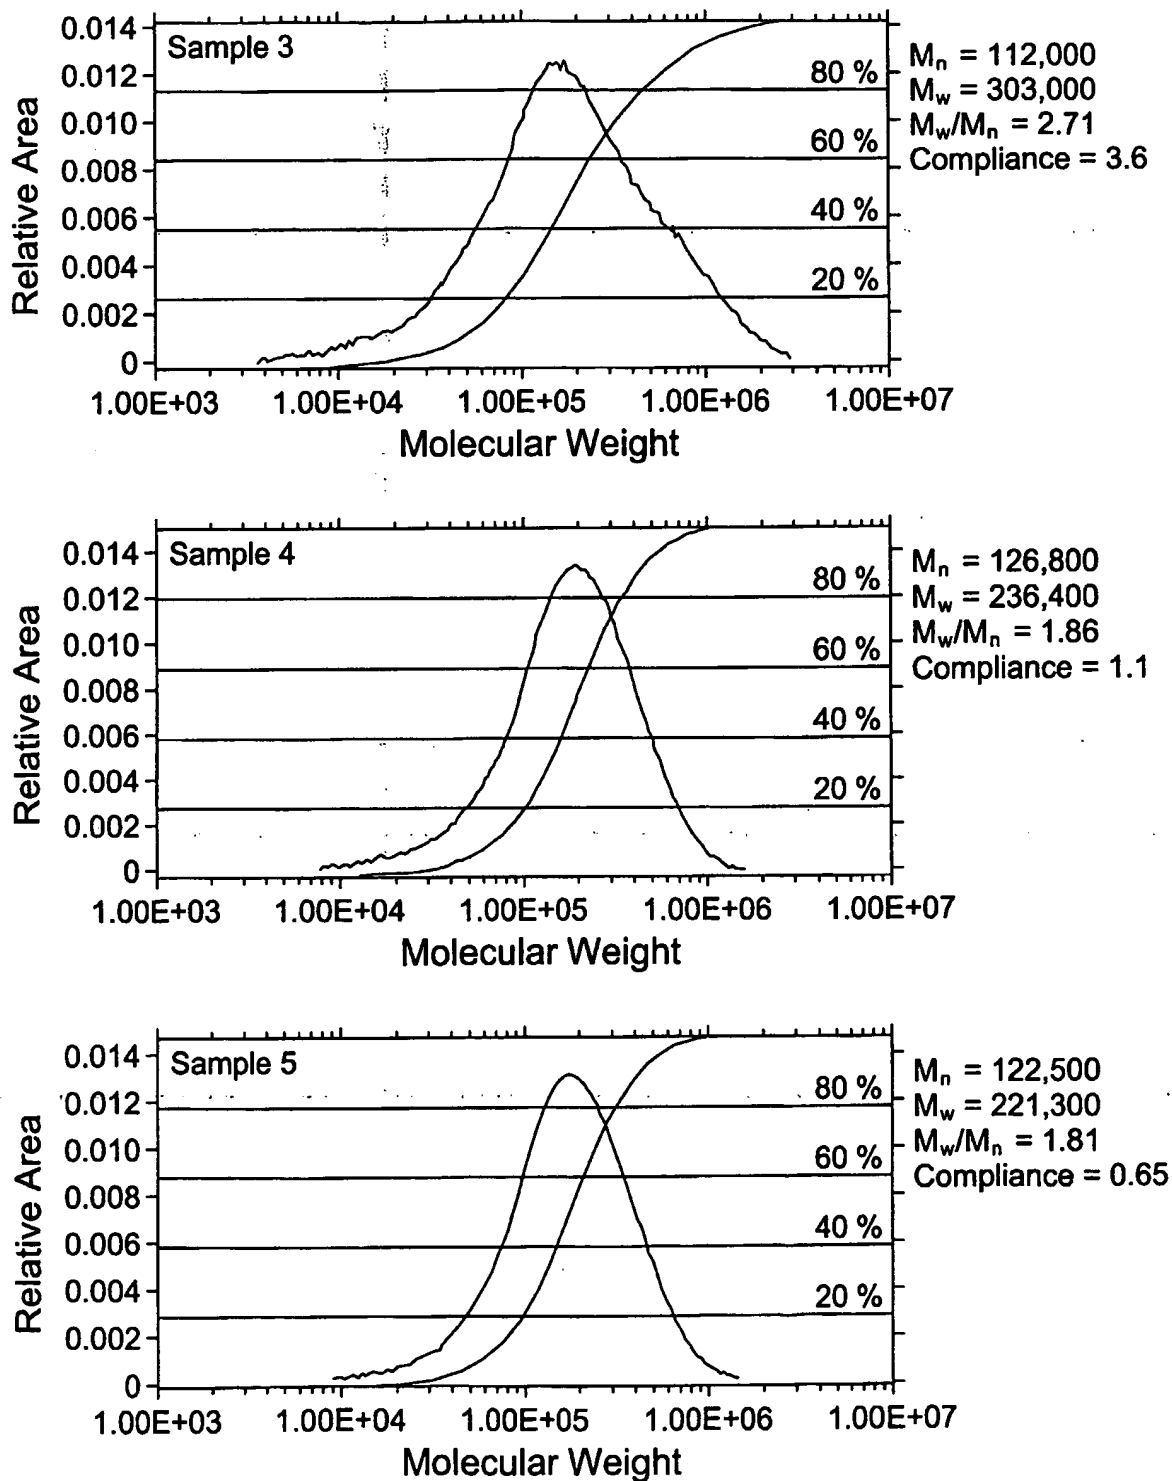 Sample 3
0.014
0.012
0.010
0.008
0.006
0.004
0.002
0
Relative Area
80 %
60 %
40 %
20 %
1.00E+03 1.00E+04 1.00E+05 1.00E+06 1.00E+07
Molecular Weight
Mₙ = 112,000
M_w = 303,000
M_w/Mₙ = 2.71
Compliance = 3.6
Sample 4
0.014
0.012
0.010
0.008
0.006
0.004
0.002
0
Relative Area
80 %
60 %
40 %
20 %
1.00E+03 1.00E+04 1.00E+05 1.00E+06 1.00E+07
Molecular Weight
Mₙ = 126,800
M_w = 236,400
M_w/Mₙ = 1.86
Compliance = 1.1
Sample 5
0.014
0.012
0.010
0.008
0.006
0.004
0.002
0
Relative Area
80 %
60 %
40 %
20 %
1.00E+03 1.00E+04 1.00E+05 1.00E+06 1.00E+07
Molecular Weight
Mₙ = 122,500
M_w = 221,300
M_w/Mₙ = 1.81
Compliance = 0.65